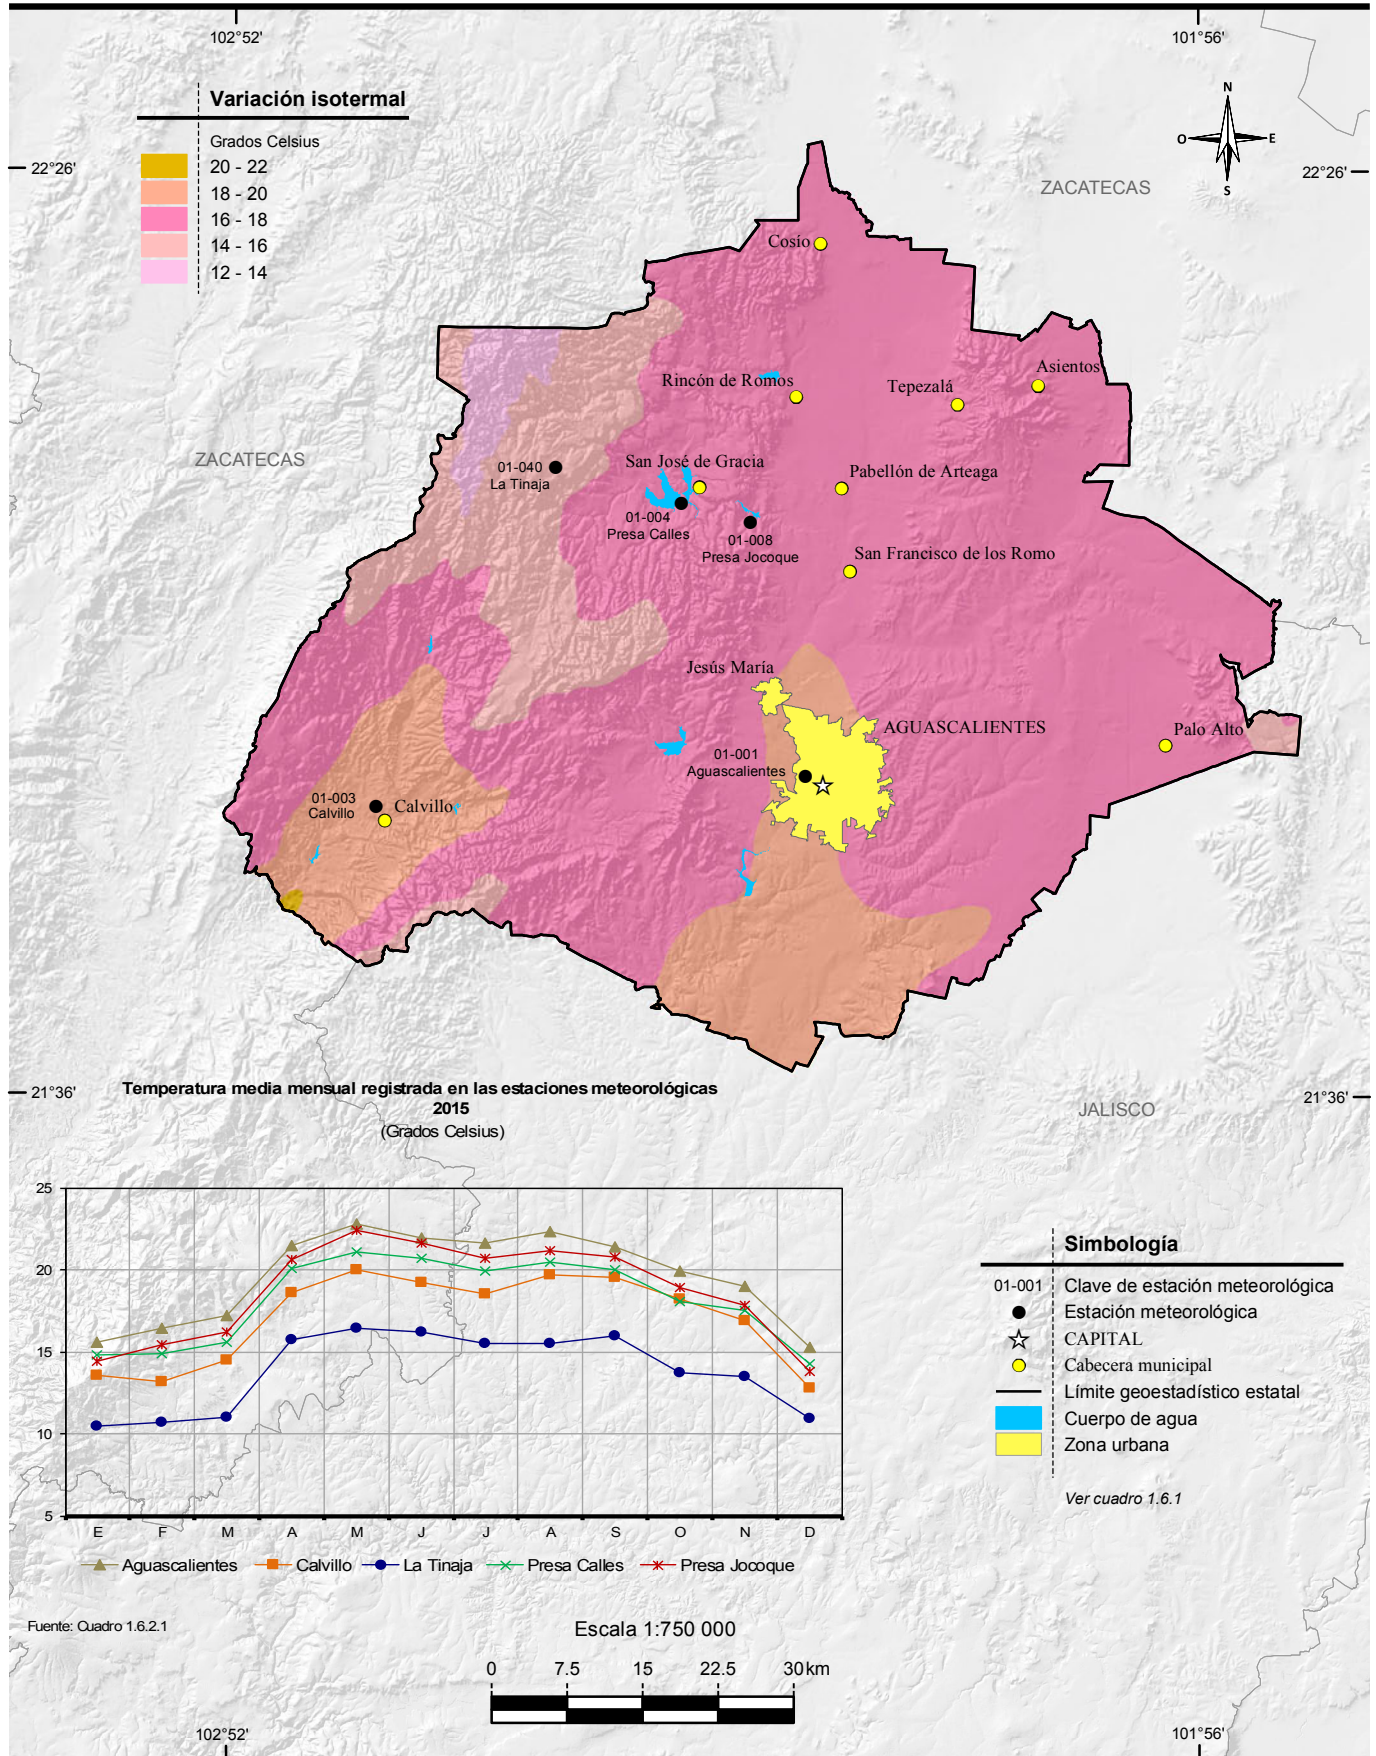 102°52'
101°56'
Variación isotermal
Grados Celsius
20 - 22
18 - 20
16 - 18
14 - 16
12 - 14
N
O
E
S
22°26'
22°26'
ZACATECAS
Cosío
Asientos
Rincón de Romos
Tepezalá
ZACATECAS
01-040
La Tinaja
San José de Gracia
Pabellón de Arteaga
01-004
Presa Calles
01-008
Presa Jocoque
San Francisco de los Romo
Jesús María
AGUASCALIENTES
Palo Alto
01-001
Aguascalientes
01-003
Calvillo
Calvillo
21°36'
21°36'
JALISCO
Temperatura media mensual registrada en las estaciones meteorológicas
2015
(Grados Celsius)
25
20
15
10
5
E F M A M J J A S O N D
Aguascalientes Calvillo La Tinaja Presa Calles Presa Jocoque
Simbología
01-001 Clave de estación meteorológica
Estación meteorológica
CAPITAL
Cabecera municipal
Límite geoestadístico estatal
Cuerpo de agua
Zona urbana
Ver cuadro 1.6.1
Fuente: Cuadro 1.6.2.1
Escala 1:750 000
0 7.5 15 22.5 30 km
102°52'
101°56'